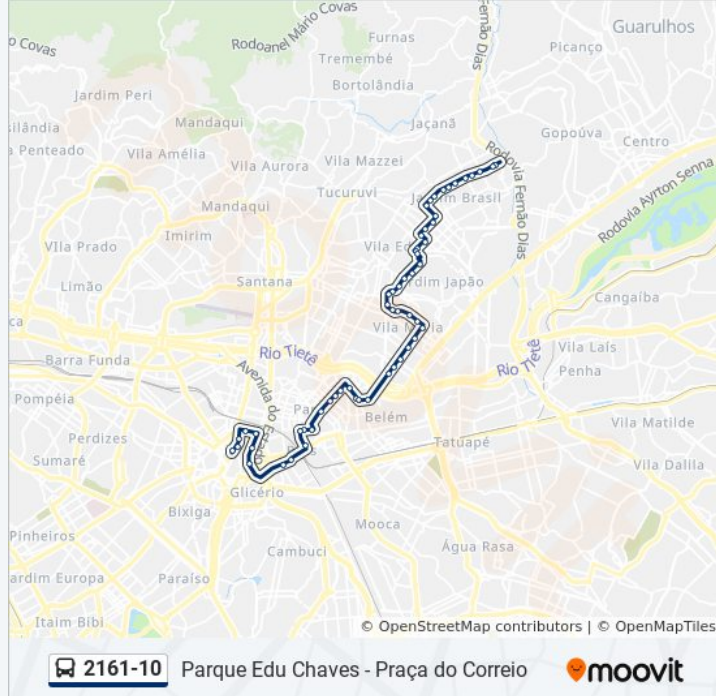 o Covas
Rodoanel Mário Covas
Fernão Dias
Guarulhos
Furnas
Picanço
Tremembé
Bortolândia
Jardim Peri
Jaçanã
Gopoúva
Centro
silândia
Mandaqui
a Penteado
Vila Amélia
Vila Aurora
Vila Mazzei
Rodovia Fernão Dias
Rodovia Ayrton Senna
Tucuruvi
Jardim Brasil
Mandaqui
VIla Prado
Imirim
Vila Ed
Limão
Santana
Jardim Japão
Cangaíba
ca
Vila Maria
Barra Funda
Rio Tietê
Rio Tietê
Vila Laís
Penha
Avenida do Estado
Pompéia
Pa
Belém
Perdizes
Tatuapé
Vila Matilde
Sumaré
Vila Dalila
Glicério
Bixiga
Mooca
Pinheiros
Cambuci
Água Rasa
ardim Europa
Paraíso
Itaim Bibi
© OpenStreetMap contributors | © OpenMapTiles
2161-10 Parque Edu Chaves - Praça do Correio
moovit